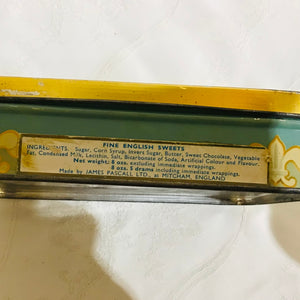 FINE ENGLISH SWEETS
INGREDIENTS: Sugar, Corn Syrup, Invert Sugar, Butter, Sweet Chocolate, Vegetable
Fat, Condensed Milk, Lecithin, Salt, Bicarbonate of Soda, Artificial Colour and Flavour.
Net weight: 8 ozs. excluding immediate wrappings.
8 ozs. 5 drams including immediate wrappings.
Made by JAMES PASCALL LTD., at MITCHAM, ENGLAND